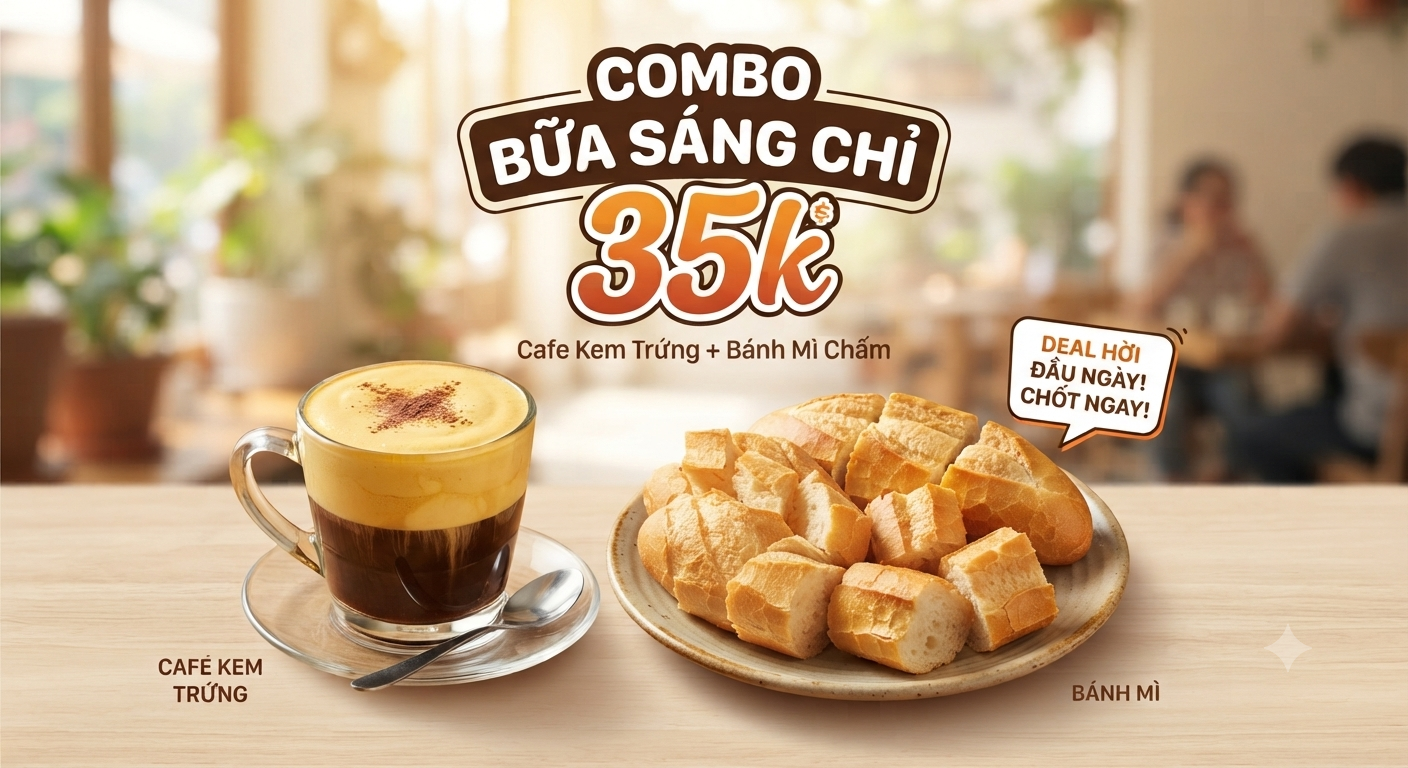 COMBO
BỮA SÁNG CHỈ
35k
$
Cafe Kem Trứng + Bánh Mì Chấm
DEAL HỜI
ĐẦU NGÀY!
CHỐT NGAY!
CAFÉ KEM
TRỨNG
BÁNH MÌ